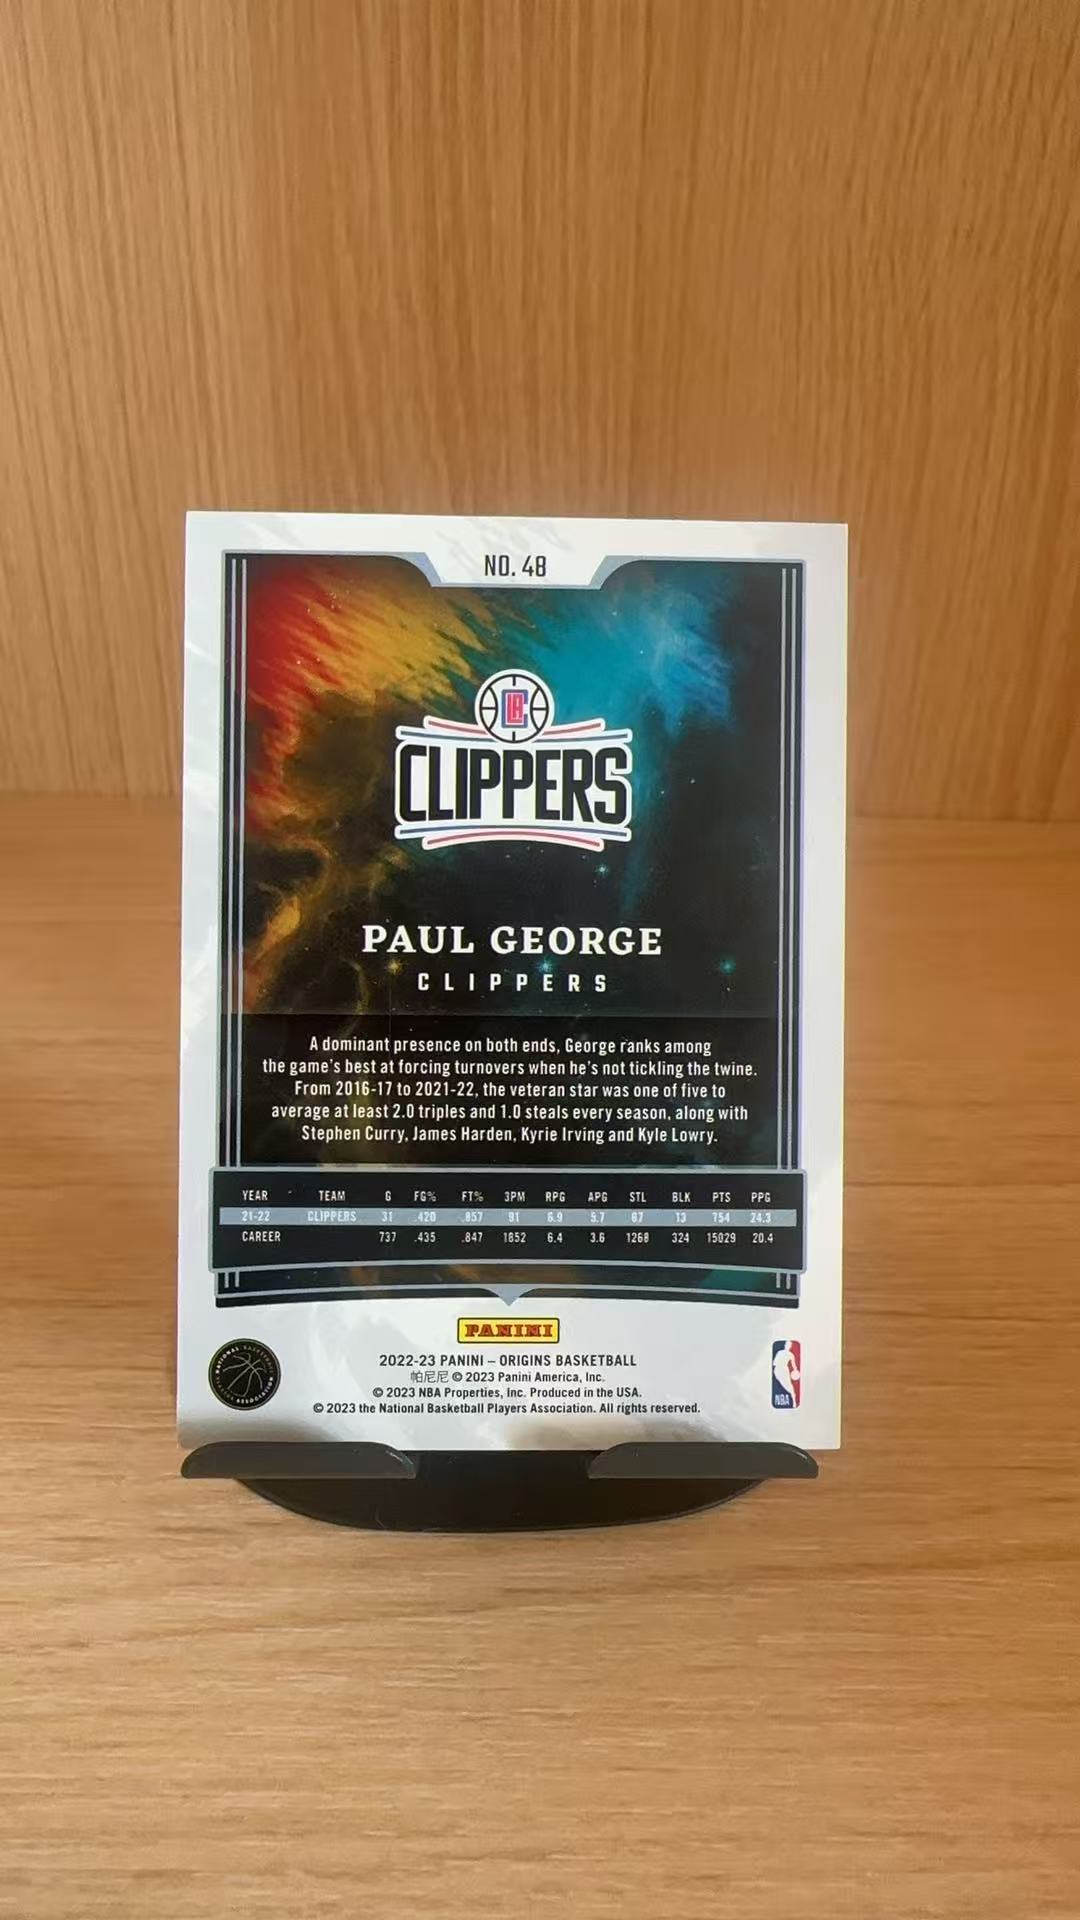 NO. 48
LAC
CLIPPERS
PAUL GEORGE
CLIPPERS
A dominant presence on both ends, George ranks among
the game's best at forcing turnovers when he's not tickling the twine.
From 2016-17 to 2021-22, the veteran star was one of five to
average at least 2.0 triples and 1.0 steals every season, along with
Stephen Curry, James Harden, Kyrie Irving and Kyle Lowry.
YEAR TEAM G FG% FT% 3PM RPG APG STL BLK PTS PPG
21-22 CLIPPERS 31 .420 .857 91 6.9 5.7 67 13 754 24.3
CAREER 737 .435 .847 1852 6.4 3.6 1268 324 15029 20.4
PANINI
2022-23 PANINI – ORIGINS BASKETBALL
帕尼尼 © 2023 Panini America, Inc.
© 2023 NBA Properties, Inc. Produced in the USA.
© 2023 the National Basketball Players Association. All rights reserved.
NATIONAL BASKETBALL PLAYERS ASSOCIATION
NBA